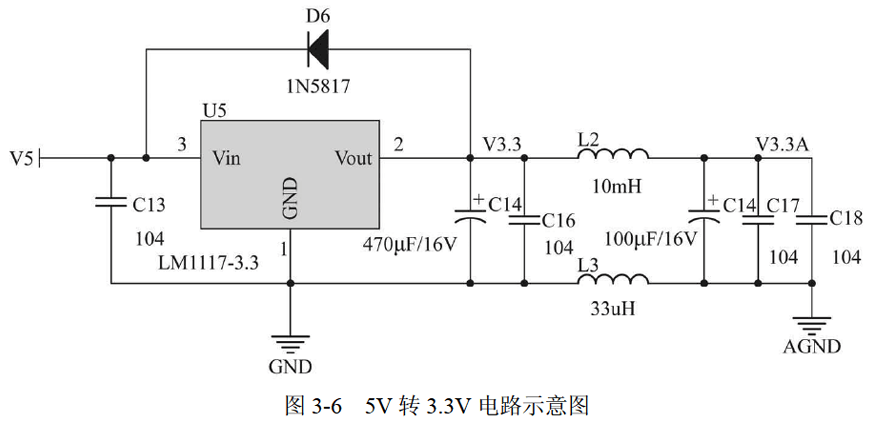 D6
1N5817
U5
V5
3
Vin
Vout
2
V3.3
L2
V3.3A
10mH
GND
C13
104
1
LM1117-3.3
C14
470μF/16V
C16
104
C14
100μF/16V
C17
104
C18
104
L3
33uH
GND
AGND
图 3-6 5V 转 3.3V 电路示意图